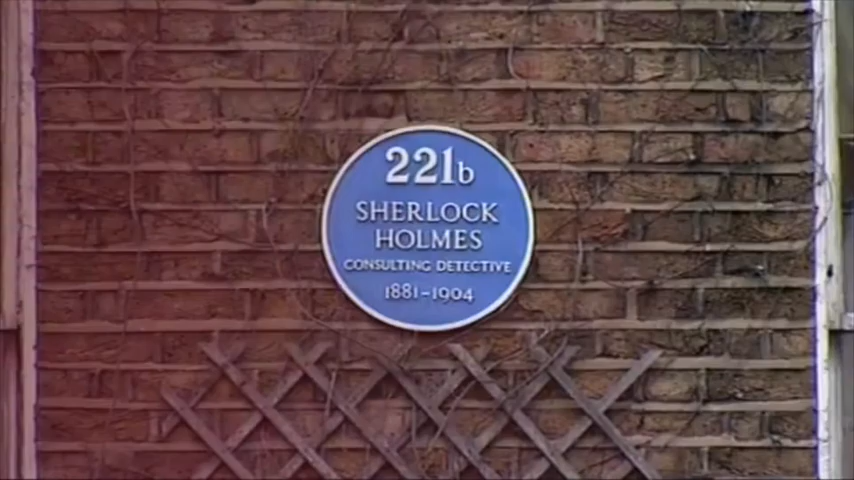 221b
SHERLOCK
HOLMES
CONSULTING DETECTIVE
1881-1904